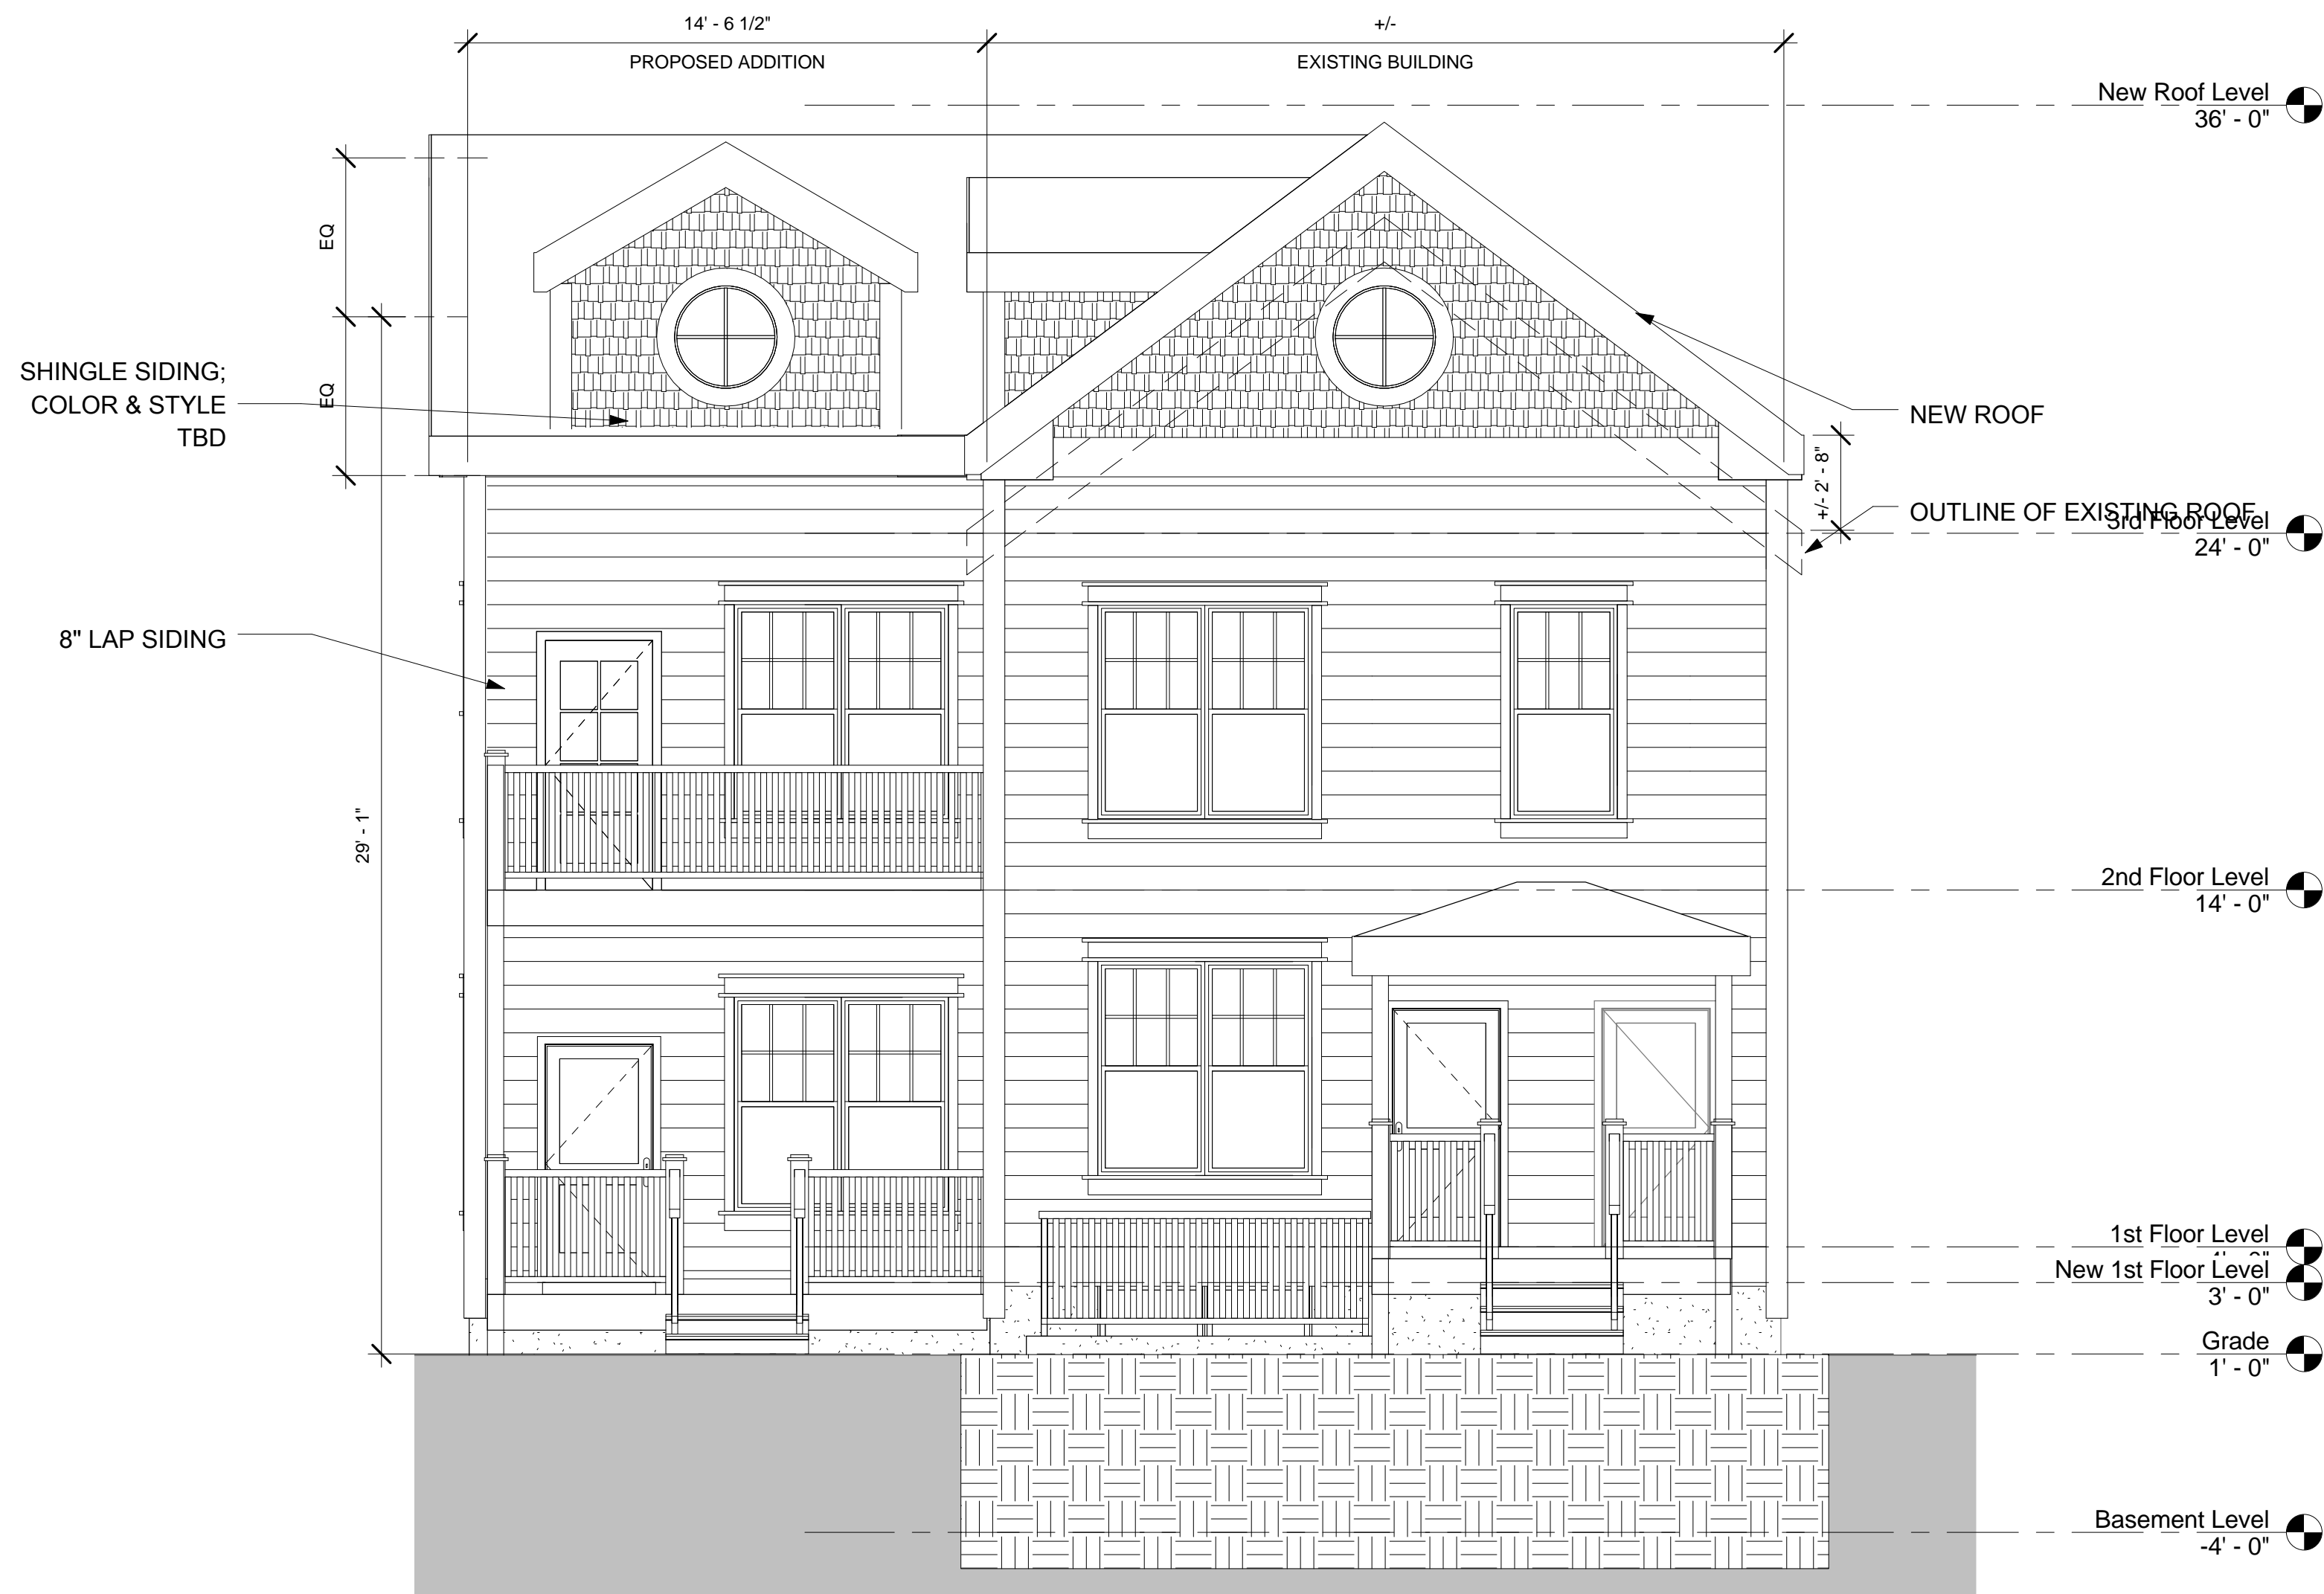 14' - 6 1/2"
+/-
PROPOSED ADDITION
EXISTING BUILDING
New Roof Level
36' - 0"
EQ
EQ
SHINGLE SIDING;
COLOR & STYLE
TBD
NEW ROOF
+/- 2' - 8"
OUTLINE OF EXISTING ROOF
3rd Floor Level
24' - 0"
8" LAP SIDING
29' - 1"
2nd Floor Level
14' - 0"
1st Floor Level
New 1st Floor Level
3' - 0"
Grade
1' - 0"
Basement Level
-4' - 0"